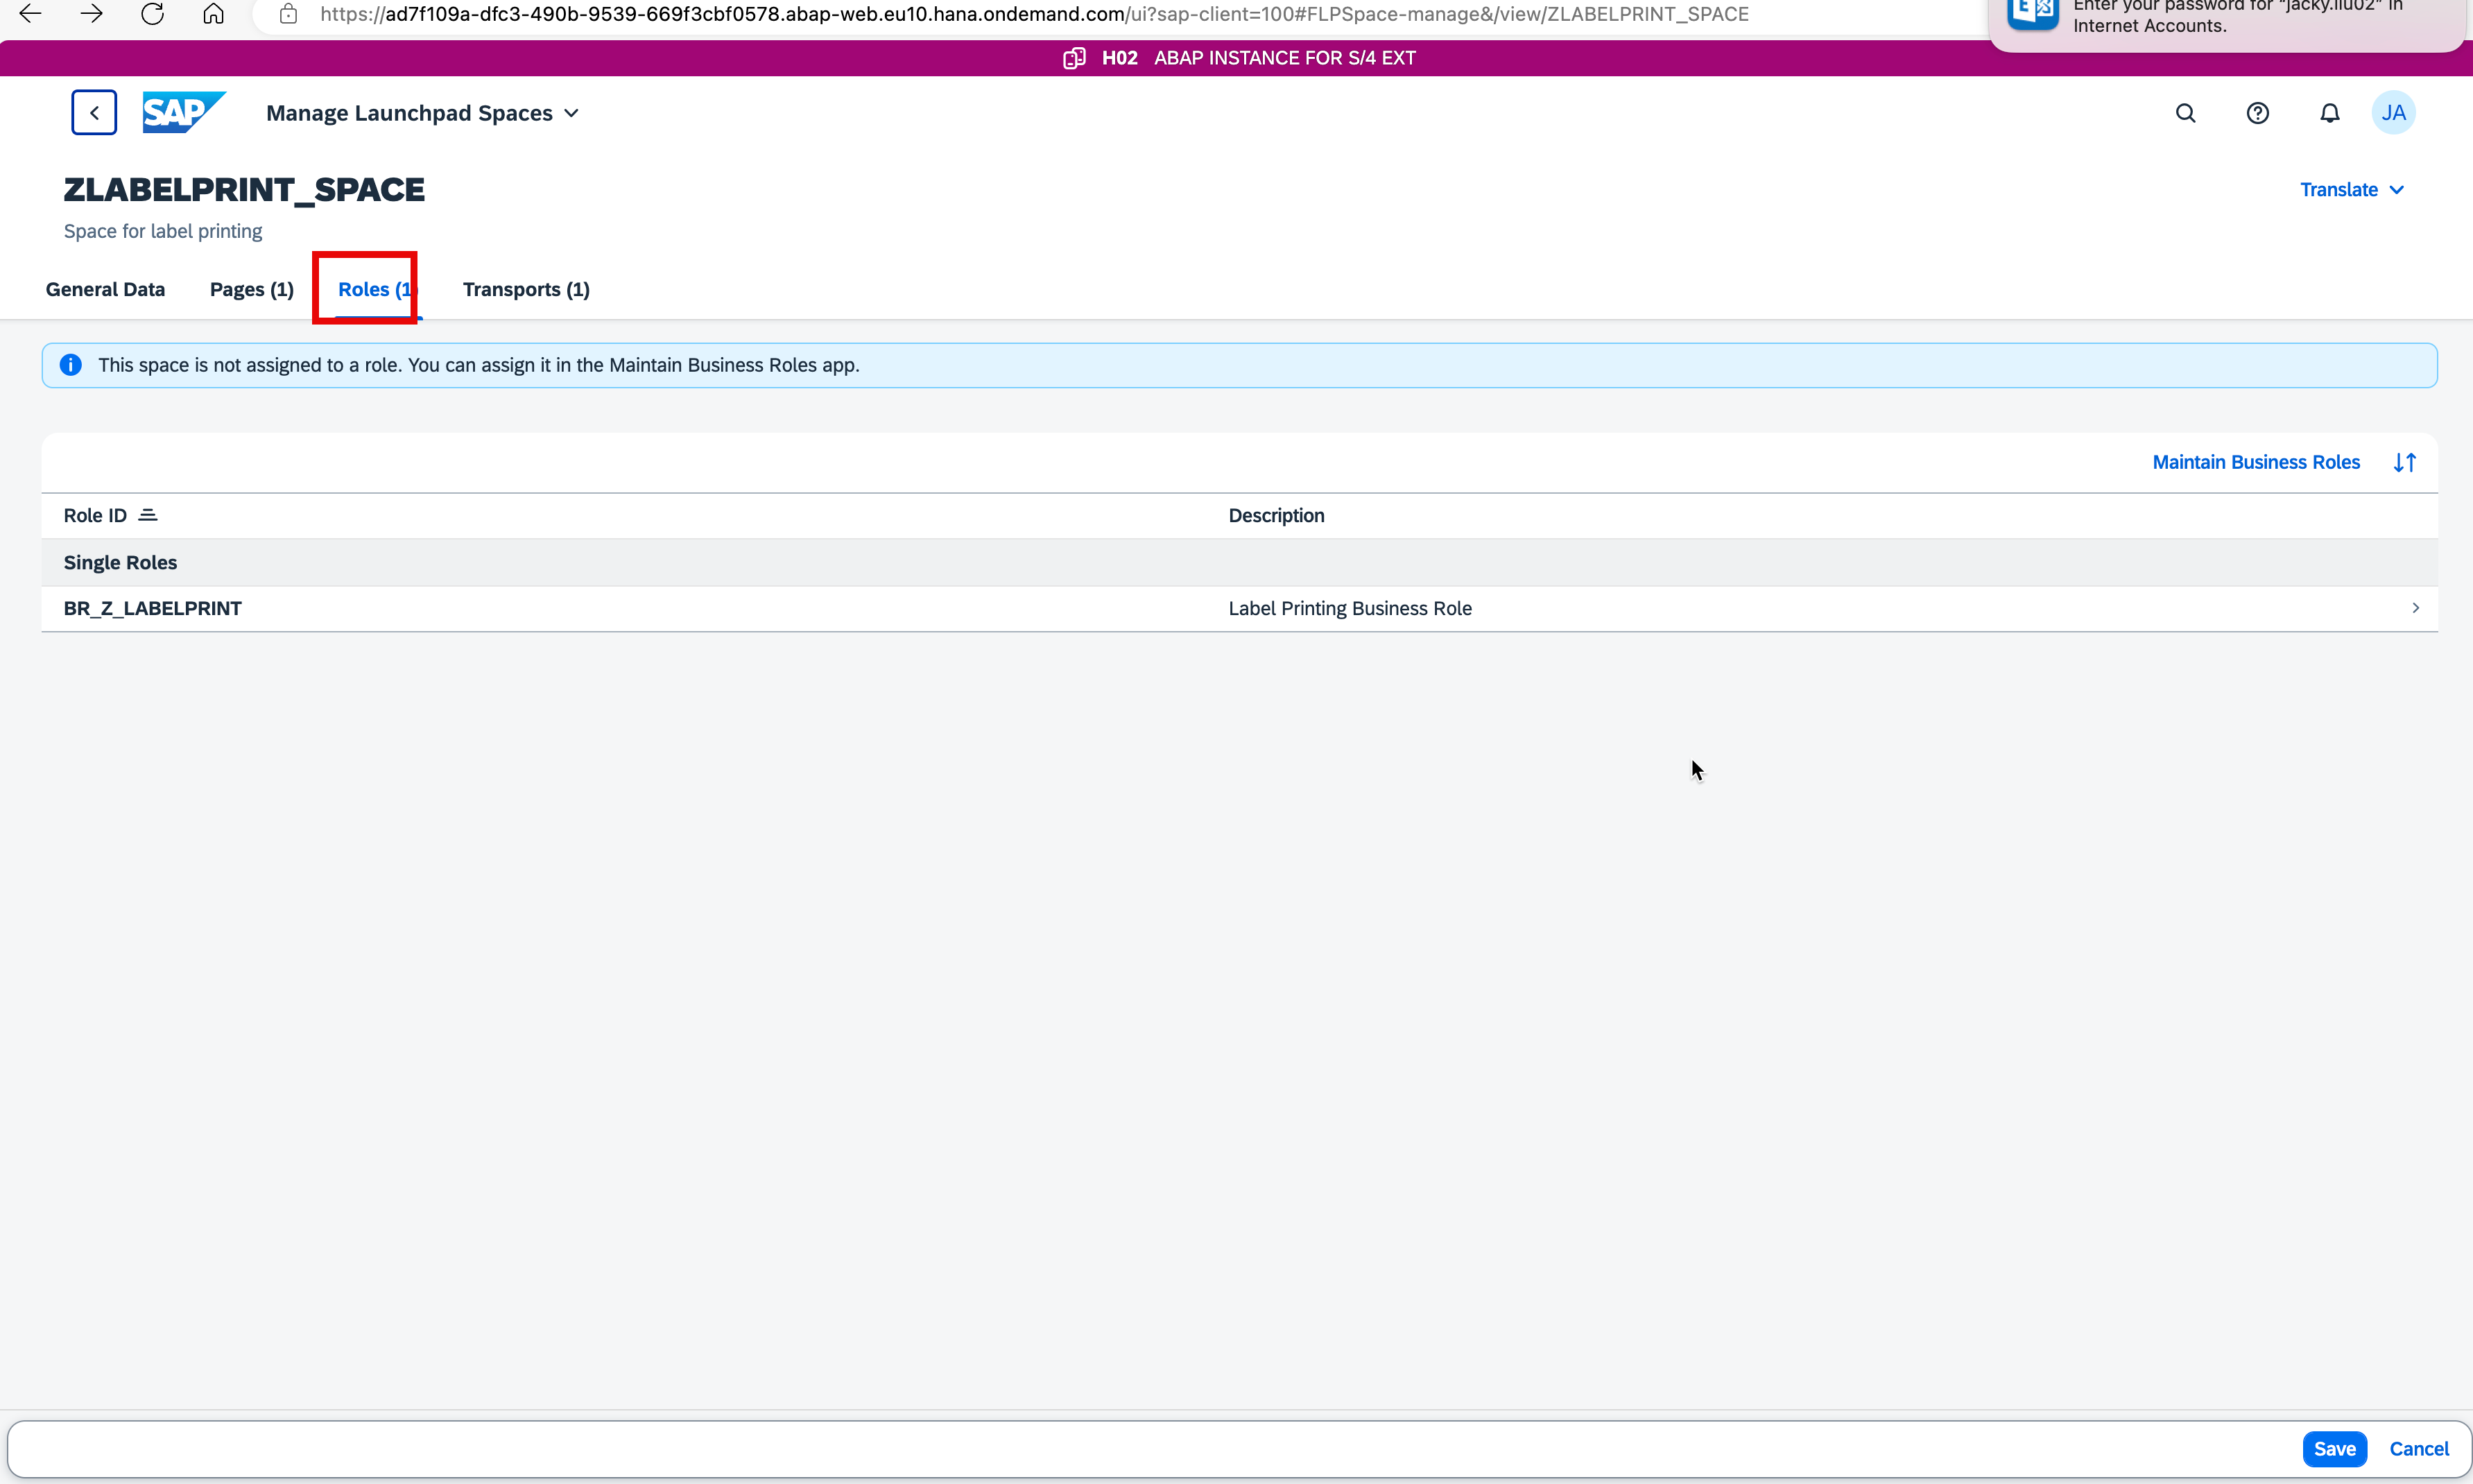 https://ad7f109a-dfc3-490b-9539-669f3cbf0578.abap-web.eu10.hana.ondemand.com/ui?sap-client=100#FLPSpace-manage&/view/ZLABELPRINT_SPACE
Enter your password for "jacky.liu02" in
Internet Accounts.
H02 ABAP INSTANCE FOR S/4 EXT
SAP Manage Launchpad Spaces
JA
ZLABELPRINT_SPACE
Translate
Space for label printing
General Data Pages (1) Roles (1 Transports (1)
This space is not assigned to a role. You can assign it in the Maintain Business Roles app.
Maintain Business Roles
Role ID Description
Single Roles
BR_Z_LABELPRINT Label Printing Business Role
Save Cancel